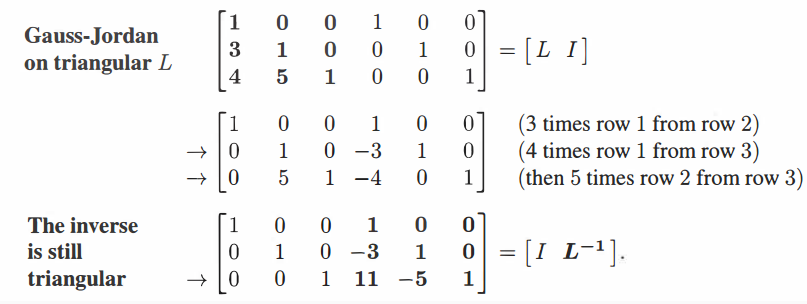 Gauss-Jordan
on triangular L
[1 0 0 1 0 0]
[3 1 0 0 1 0] = [L I]
[4 5 1 0 0 1]
[1 0 0 1 0 0] (3 times row 1 from row 2)
→ [0 1 0 −3 1 0] (4 times row 1 from row 3)
→ [0 5 1 −4 0 1] (then 5 times row 2 from row 3)
The inverse [1 0 0 1 0 0]
is still [0 1 0 −3 1 0] = [I L⁻¹].
triangular → [0 0 1 11 −5 1]